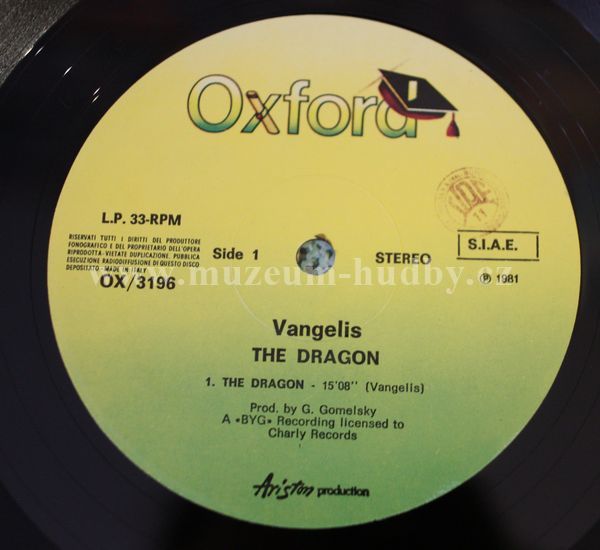 Oxford
L.P. 33-RPM
RISERVATI TUTTI I DIRITTI DEL PRODUTTORE
FONOGRAFICO E DEL PROPRIETARIO DELL'OPERA
RIPRODOTTA-VIETATE DUPLICAZIONE, PUBBLICA
ESECUZIONE RADIODIFFUSIONE DI QUESTO DISCO
DEPOSITATO - MADE IN ITALY
OX/3196
Side 1
STEREO
S.I.A.E.
℗ 1981
www.muzeum-hudby.cz
Vangelis
THE DRAGON
1. THE DRAGON - 15'08'' (Vangelis)
Prod. by G. Gomelsky
A «BYG» Recording licensed to
Charly Records
Ariston production